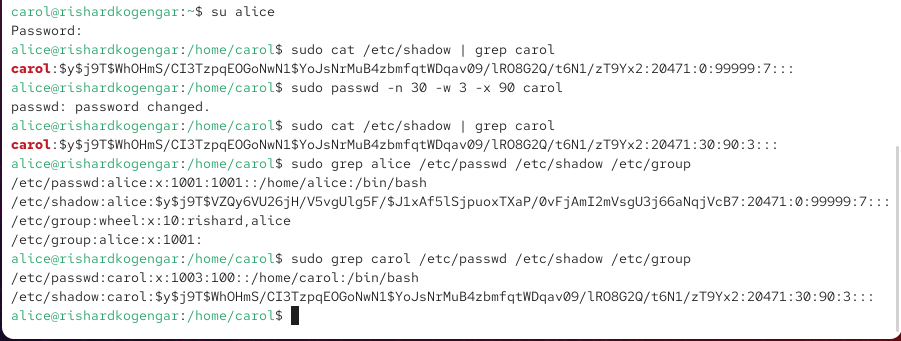 carol@rishardkogengar:~$ su alice
Password:
alice@rishardkogengar:/home/carol$ sudo cat /etc/shadow | grep carol
carol:$y$j9T$WhOHmS/CI3TzpqEOGoNwN1$YoJsNrMuB4zbmfqtWDqav09/lRO8G2Q/t6N1/zT9Yx2:20471:0:99999:7:::
alice@rishardkogengar:/home/carol$ sudo passwd -n 30 -w 3 -x 90 carol
passwd: password changed.
alice@rishardkogengar:/home/carol$ sudo cat /etc/shadow | grep carol
carol:$y$j9T$WhOHmS/CI3TzpqEOGoNwN1$YoJsNrMuB4zbmfqtWDqav09/lRO8G2Q/t6N1/zT9Yx2:20471:30:90:3:::
alice@rishardkogengar:/home/carol$ sudo grep alice /etc/passwd /etc/shadow /etc/group
/etc/passwd:alice:x:1001:1001::/home/alice:/bin/bash
/etc/shadow:alice:$y$j9T$VZQy6VU26jH/V5vgUlg5F/$J1xAf5lSjpuoxTXaP/0vFjAmI2mVsgU3j66aNqjVcB7:20471:0:99999:7:::
/etc/group:wheel:x:10:rishard,alice
/etc/group:alice:x:1001:
alice@rishardkogengar:/home/carol$ sudo grep carol /etc/passwd /etc/shadow /etc/group
/etc/passwd:carol:x:1003:100::/home/carol:/bin/bash
/etc/shadow:carol:$y$j9T$WhOHmS/CI3TzpqEOGoNwN1$YoJsNrMuB4zbmfqtWDqav09/lRO8G2Q/t6N1/zT9Yx2:20471:30:90:3:::
alice@rishardkogengar:/home/carol$